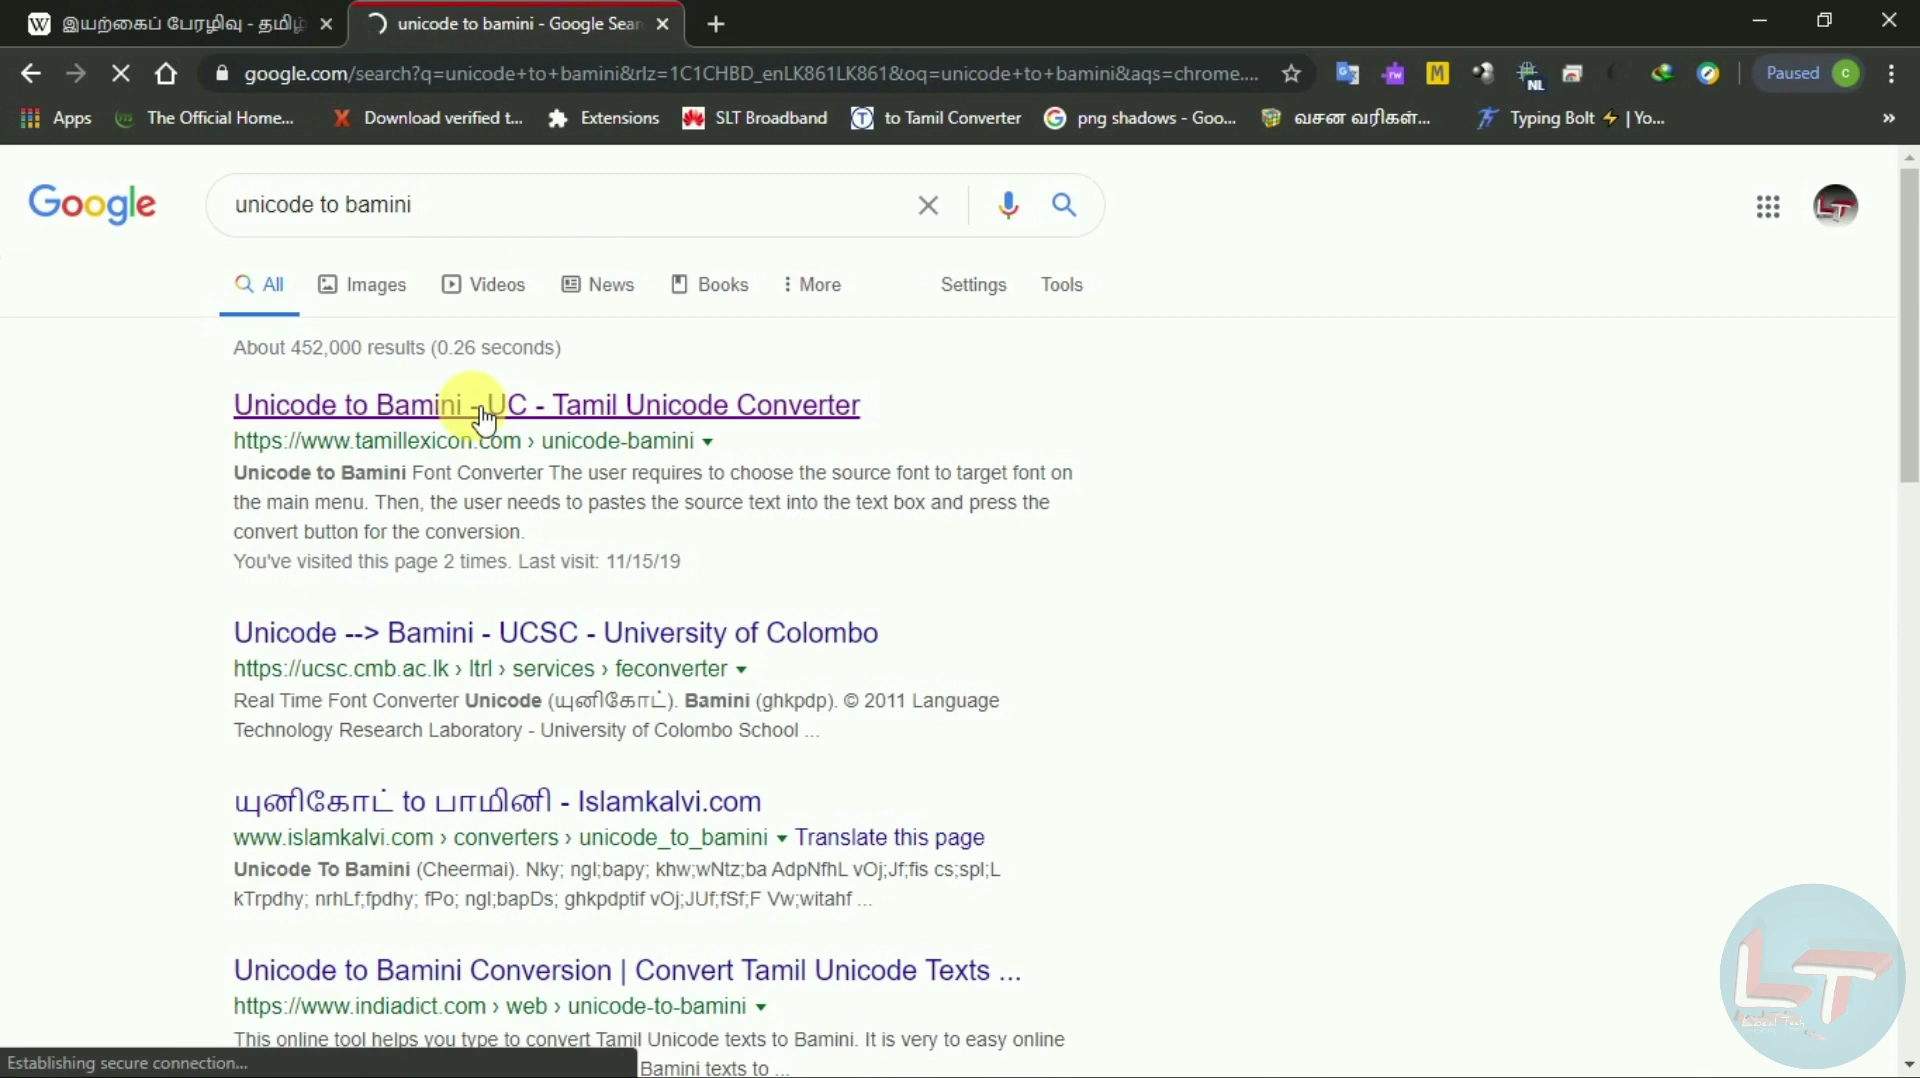 இயற்கைப் பேரழிவு - தமிழ்
unicode to bamini - Google Sear
google.com/search?q=unicode+to+bamini&rlz=1C1CHBD_enLK861LK861&oq=unicode+to+bamini&aqs=chrome....
M
NL
Paused
C
Apps
The Official Home...
Download verified t...
Extensions
SLT Broadband
to Tamil Converter
png shadows - Goo...
வசன வரிகள்...
Typing Bolt ⚡ | Yo...
»
Google
unicode to bamini
LT
All
Images
Videos
News
Books
More
Settings
Tools
About 452,000 results (0.26 seconds)
Unicode to Bamini - UC - Tamil Unicode Converter
https://www.tamillexicon.com › unicode-bamini
Unicode to Bamini Font Converter The user requires to choose the source font to target font on
the main menu. Then, the user needs to pastes the source text into the text box and press the
convert button for the conversion.
You've visited this page 2 times. Last visit: 11/15/19
Unicode --> Bamini - UCSC - University of Colombo
https://ucsc.cmb.ac.lk › ltrl › services › feconverter
Real Time Font Converter Unicode (யுனிகோட்). Bamini (ghkpdp). © 2011 Language
Technology Research Laboratory - University of Colombo School ...
யுனிகோட் to பாமினி - Islamkalvi.com
www.islamkalvi.com › converters › unicode_to_bamini Translate this page
Unicode To Bamini (Cheermai). Nky; ngl;bapy; khw;wNtz;ba AdpNfhL vOj;Jf;fis cs;spl;L
kTrpdhy; nrhLf;fpdhy; fPo; ngl;bapDs; ghkpdptif vOj;JUf;fSf;F Vw;witahf ...
Unicode to Bamini Conversion | Convert Tamil Unicode Texts ...
https://www.indiadict.com › web › unicode-to-bamini
This online tool helps you type to convert Tamil Unicode texts to Bamini. It is very to easy online
Bamini texts to ...
Establishing secure connection...
LT